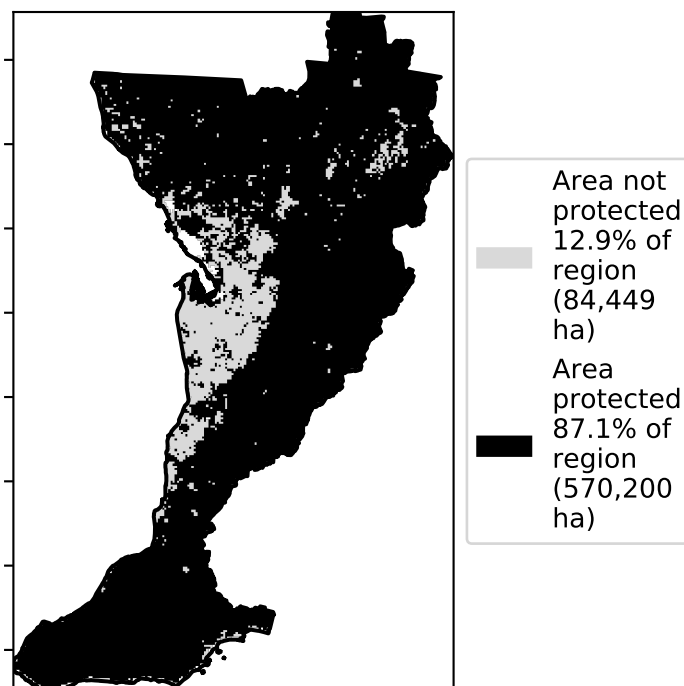 Area not
protected
12.9% of
region
(84,449
ha)
Area
protected
87.1% of
region
(570,200
ha)